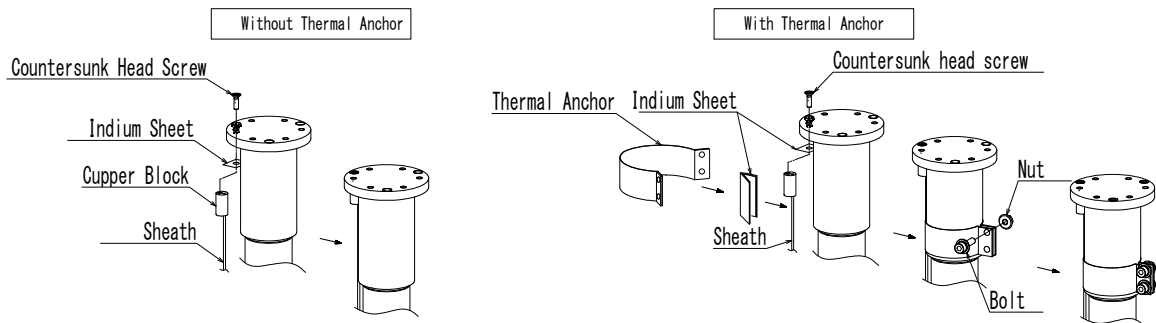 Without Thermal Anchor
Countersunk Head Screw
Indium Sheet
Cupper Block
Sheath
With Thermal Anchor
Countersunk head screw
Thermal Anchor
Indium Sheet
Sheath
Nut
Bolt